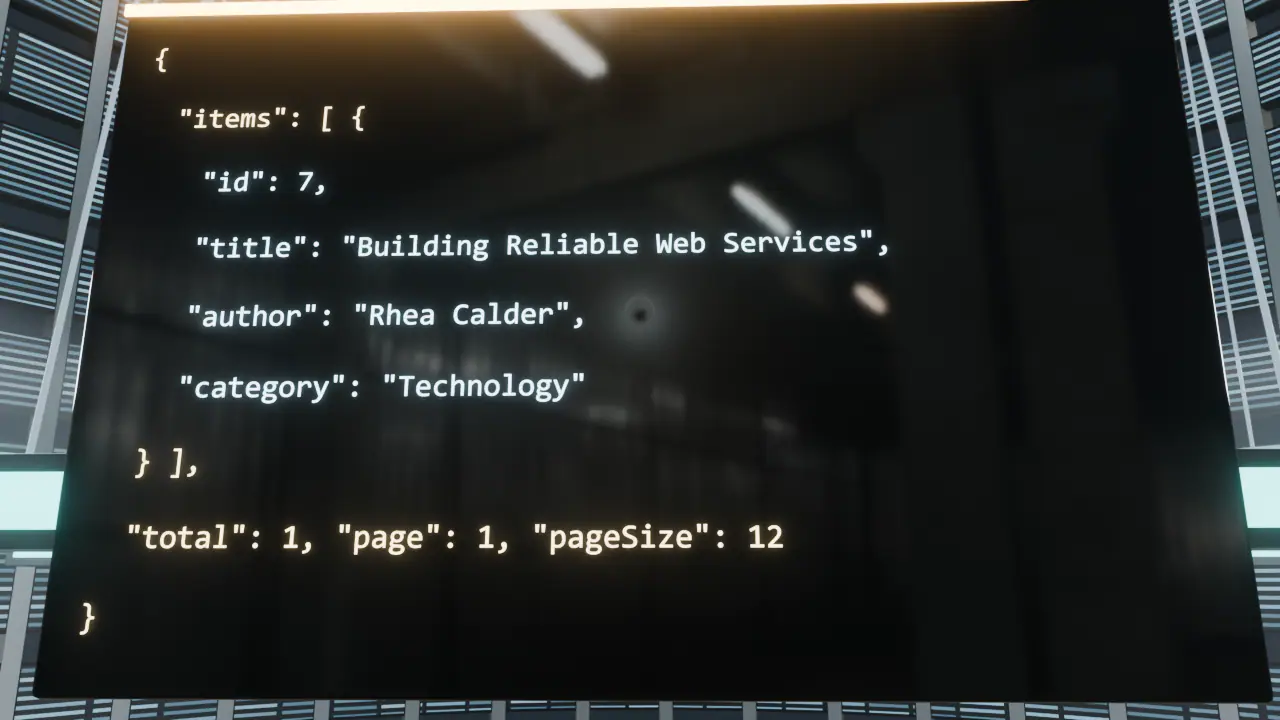 {
"items": [ {
"id": 7,
"title": "Building Reliable Web Services",
"author": "Rhea Calder",
"category": "Technology"
} ],
"total": 1, "page": 1, "pageSize": 12
}